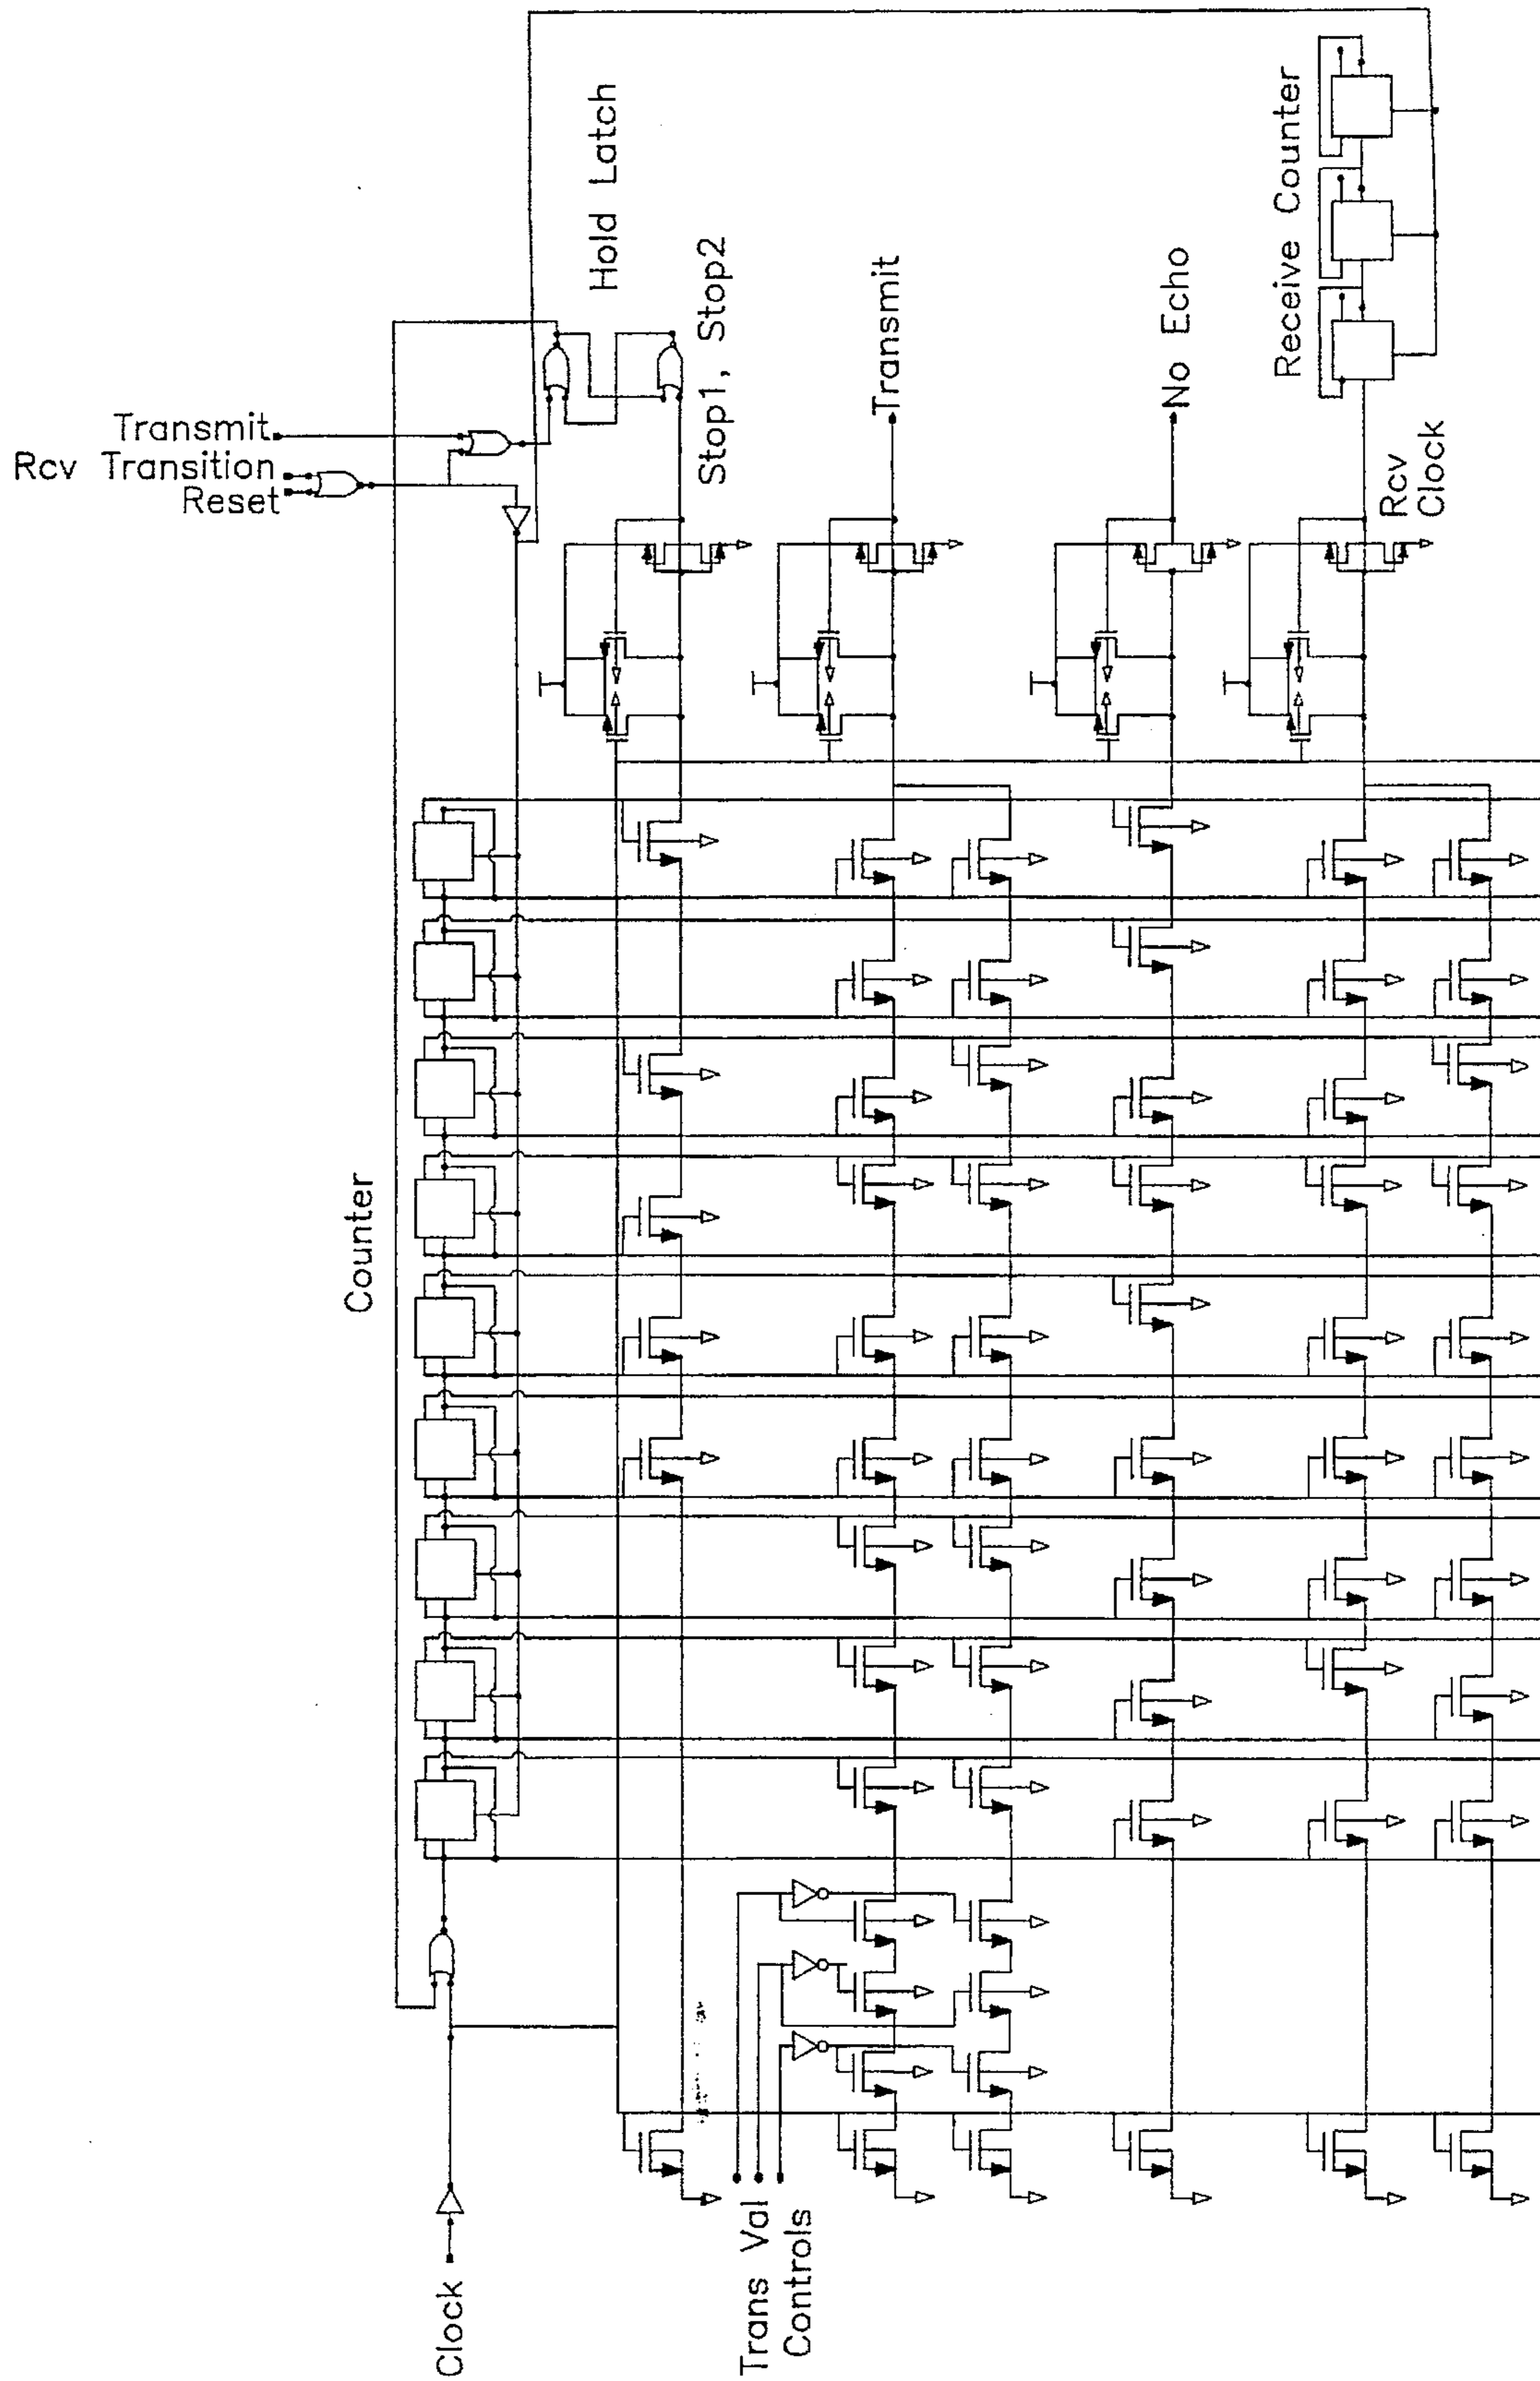 Transmit
Rcv Transition
Reset
Hold Latch
Stop1, Stop2
Transmit
No Echo
Receive Counter
Rcv
Clock
Counter
Clock
Trans Val
Controls